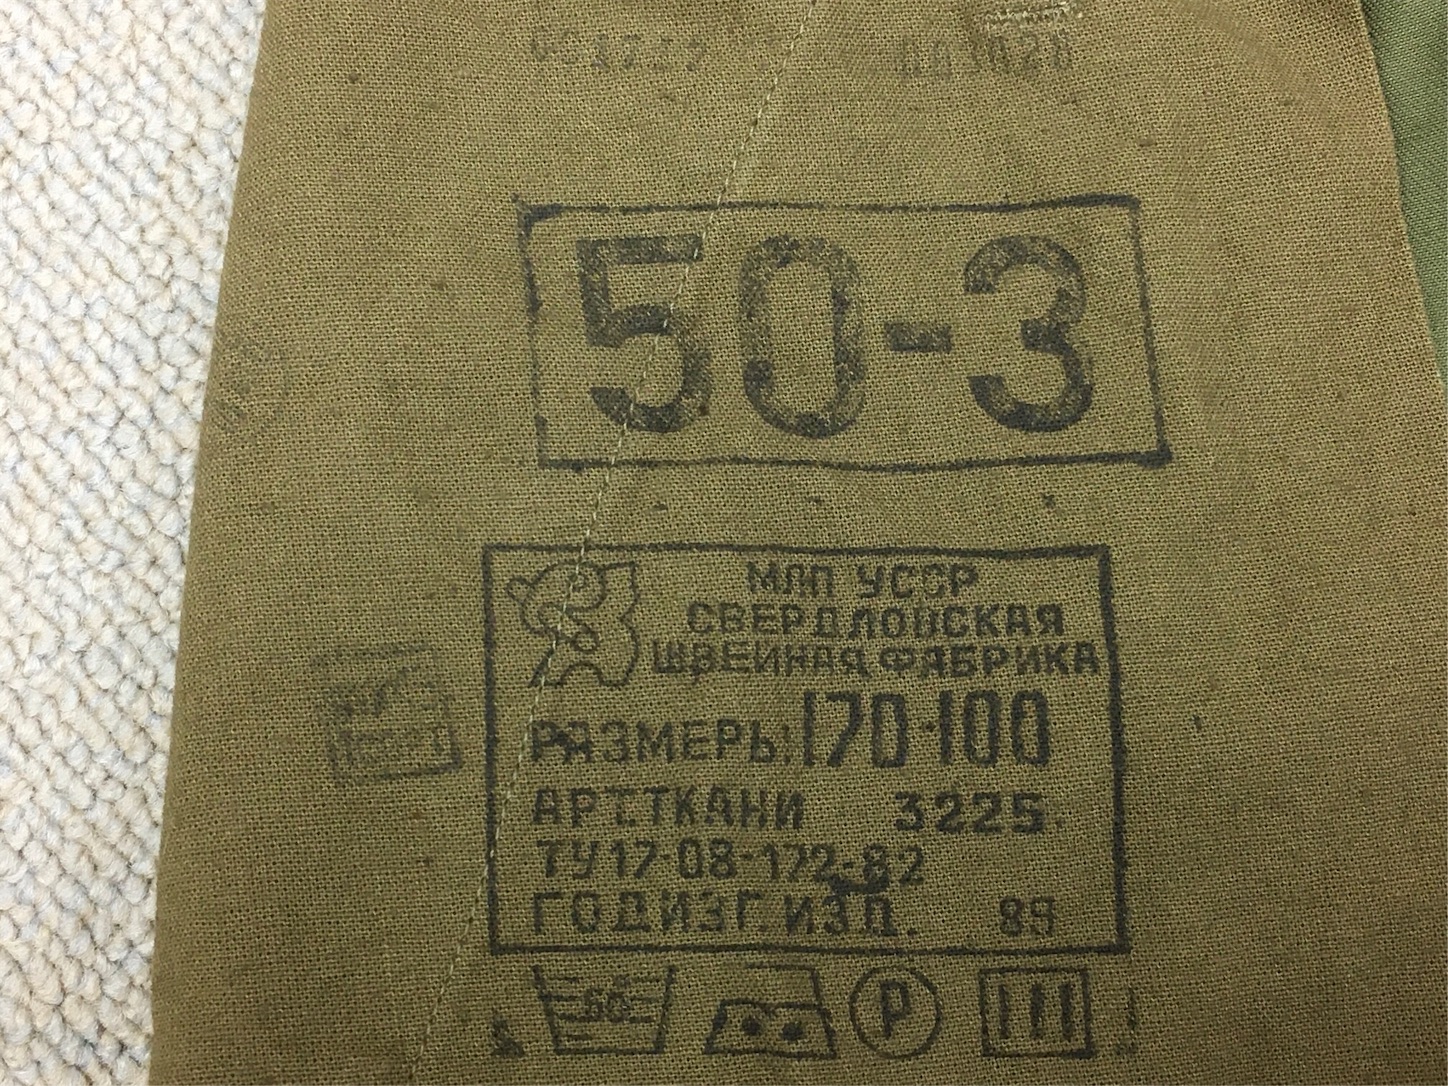 50-3
МЛП УССР
СВЕРДЛОВСКАЯ
ШВЕЙНАЯ ФАБРИКА
РАЗМЕРЫ: 170-100
АРТ.ТКАНИ 3225
ТУ17-08-172-82
ГОД ИЗГ. ИЗД. 89
60° P